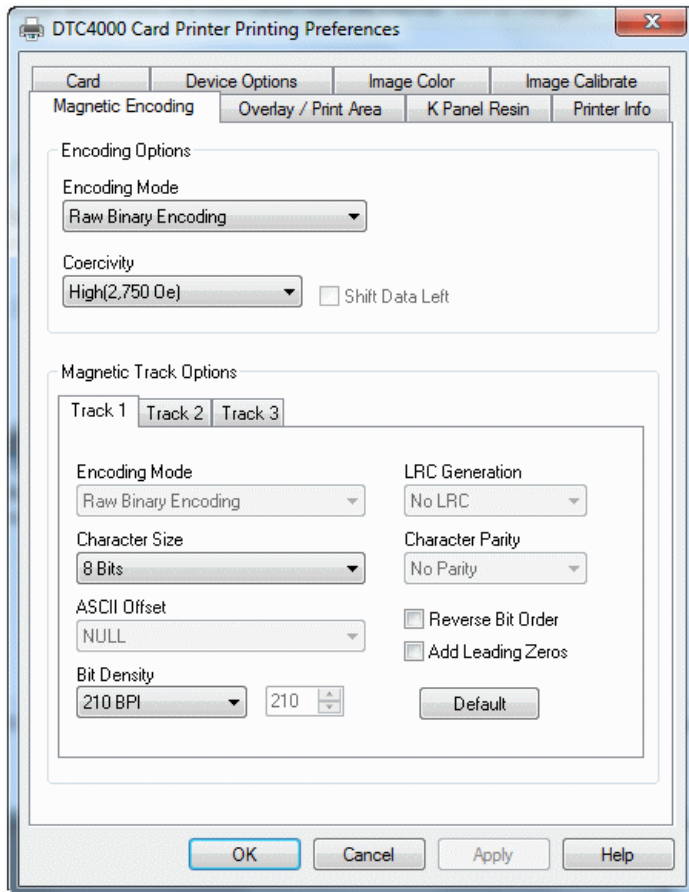 DTC4000 Card Printer Printing Preferences
x
Card Device Options Image Color Image Calibrate
Magnetic Encoding Overlay / Print Area K Panel Resin Printer Info
Encoding Options
Encoding Mode
Raw Binary Encoding
Coercivity
High(2,750 Oe) Shift Data Left
Magnetic Track Options
Track 1 Track 2 Track 3
Encoding Mode LRC Generation
Raw Binary Encoding No LRC
Character Size Character Parity
8 Bits No Parity
ASCII Offset
NULL Reverse Bit Order
Add Leading Zeros
Bit Density
210 BPI 210 Default
OK Cancel Apply Help